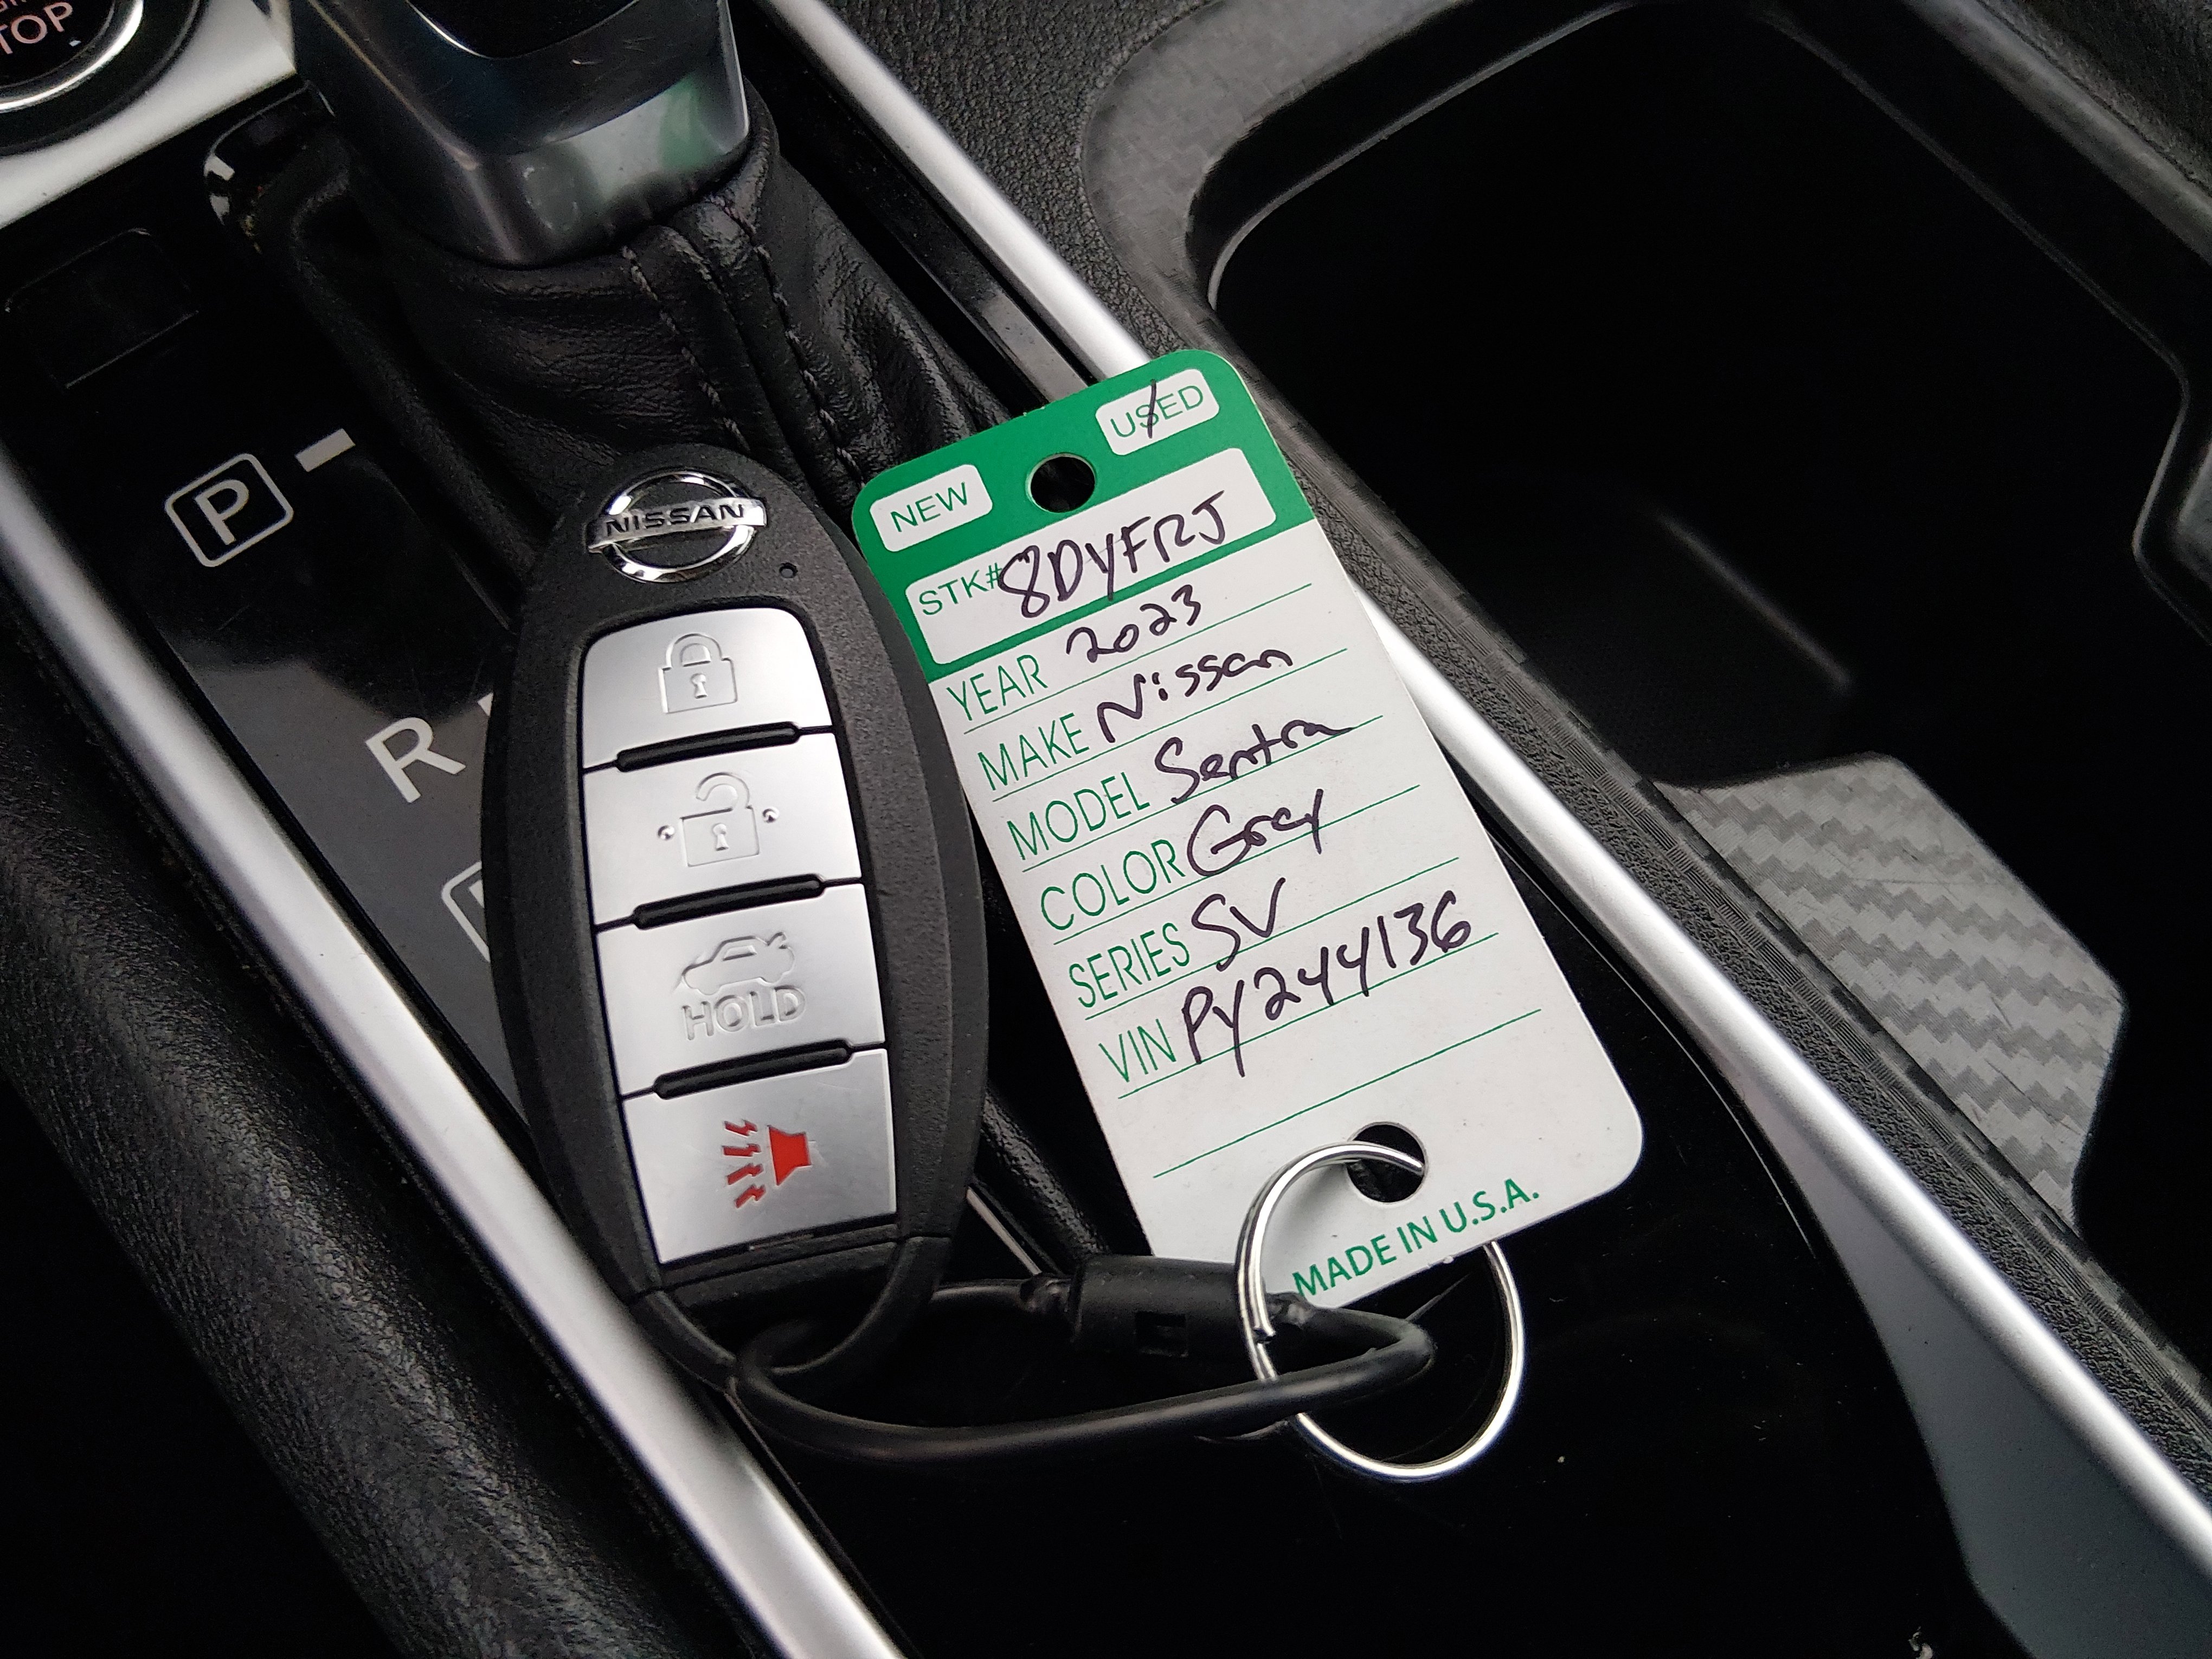 TOP
P
R
NISSAN
HOLD
NEW
USED
STK# 8DYFRJ
YEAR 2023
MAKE Nissan
MODEL Sentra
COLOR Gray
SERIES SV
VIN PY244136
MADE IN U.S.A.